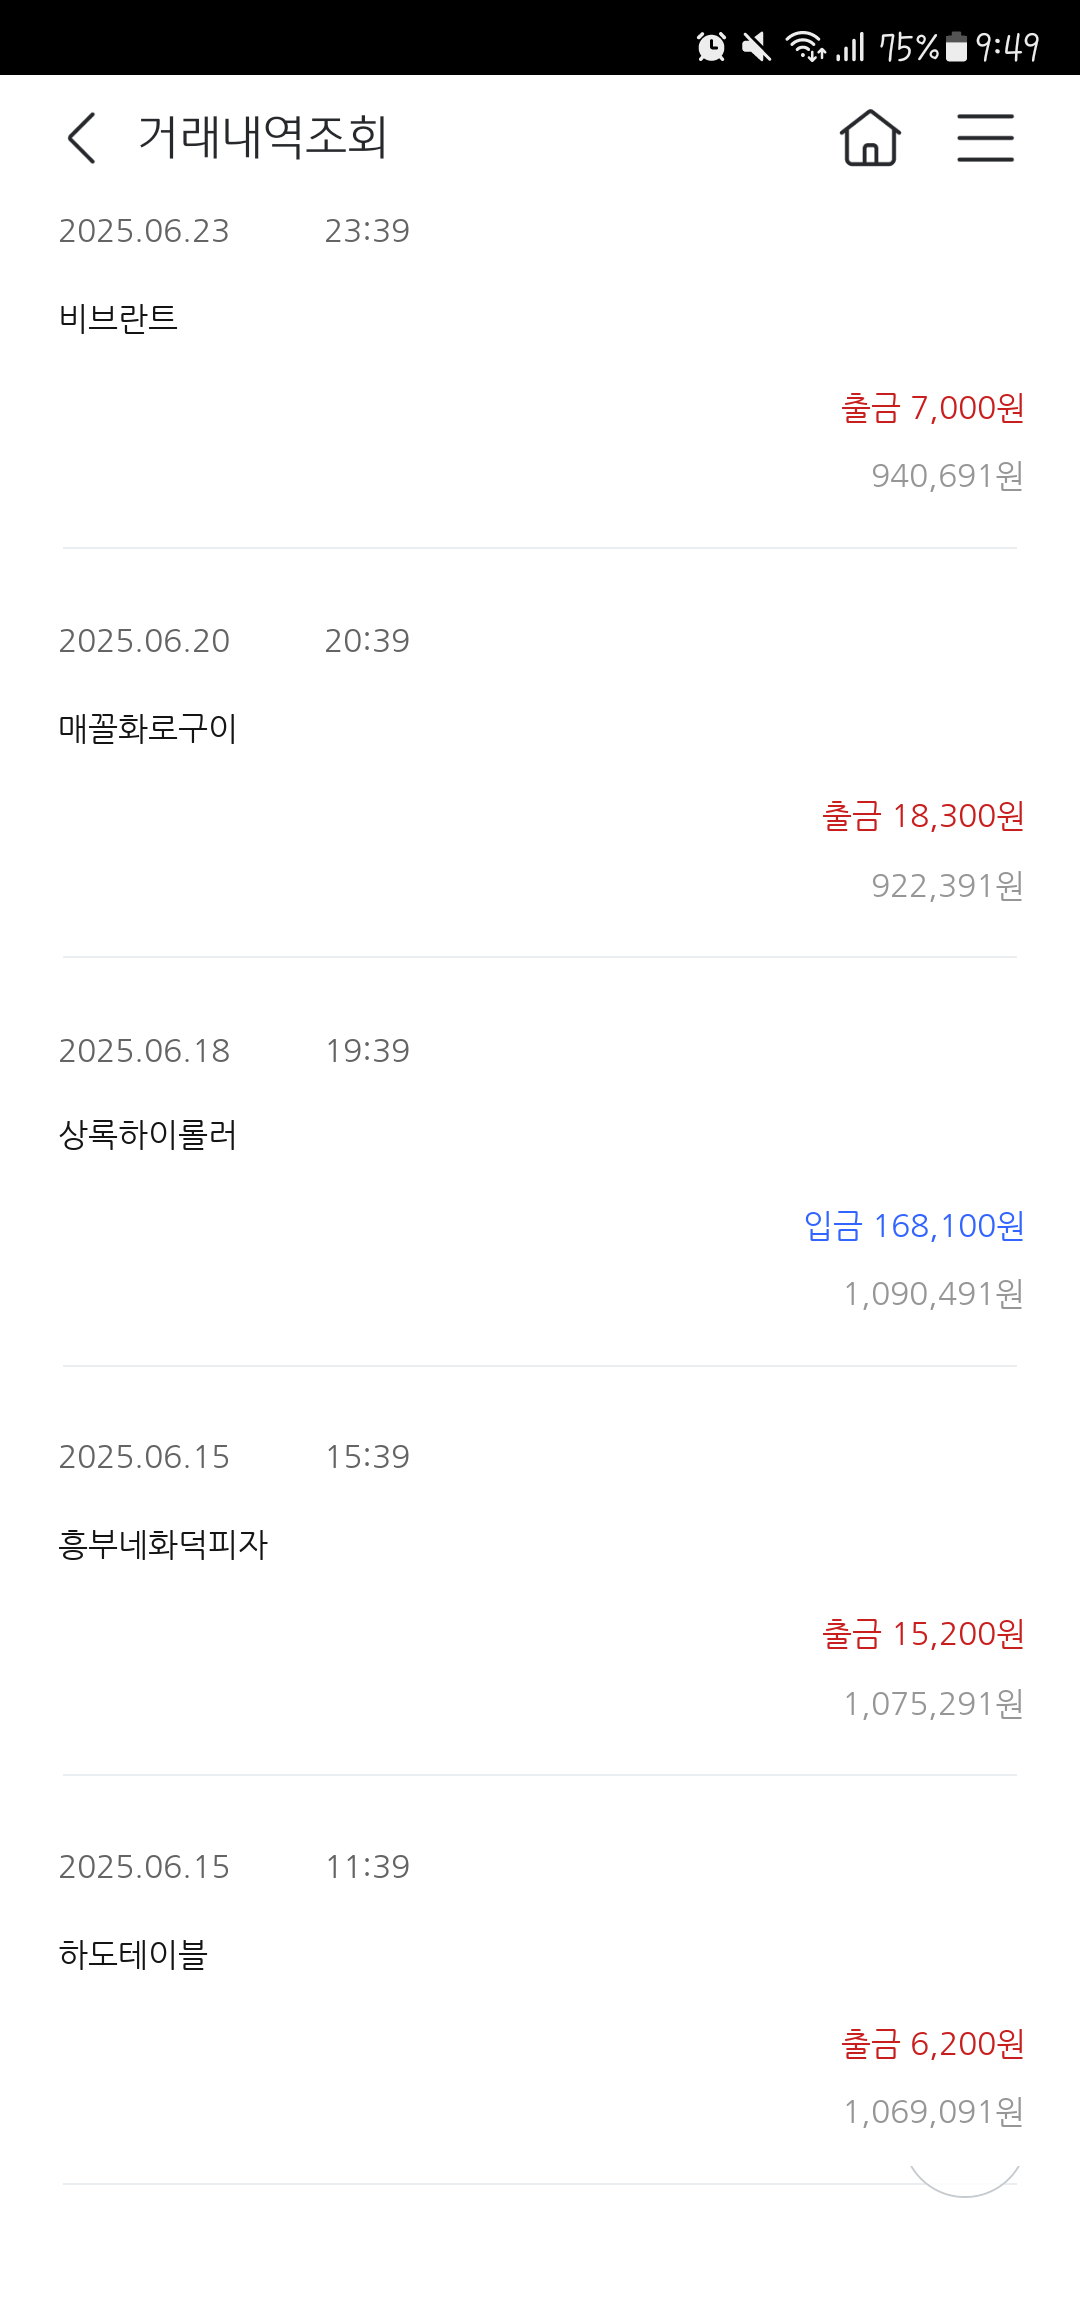 75% 9:49
거래내역조회
2025.06.23 23:39
비브란트
출금 7,000원
940,691원
2025.06.20 20:39
매꼴화로구이
출금 18,300원
922,391원
2025.06.18 19:39
상록하이롤러
입금 168,100원
1,090,491원
2025.06.15 15:39
흥부네화덕피자
출금 15,200원
1,075,291원
2025.06.15 11:39
하도테이블
출금 6,200원
1,069,091원